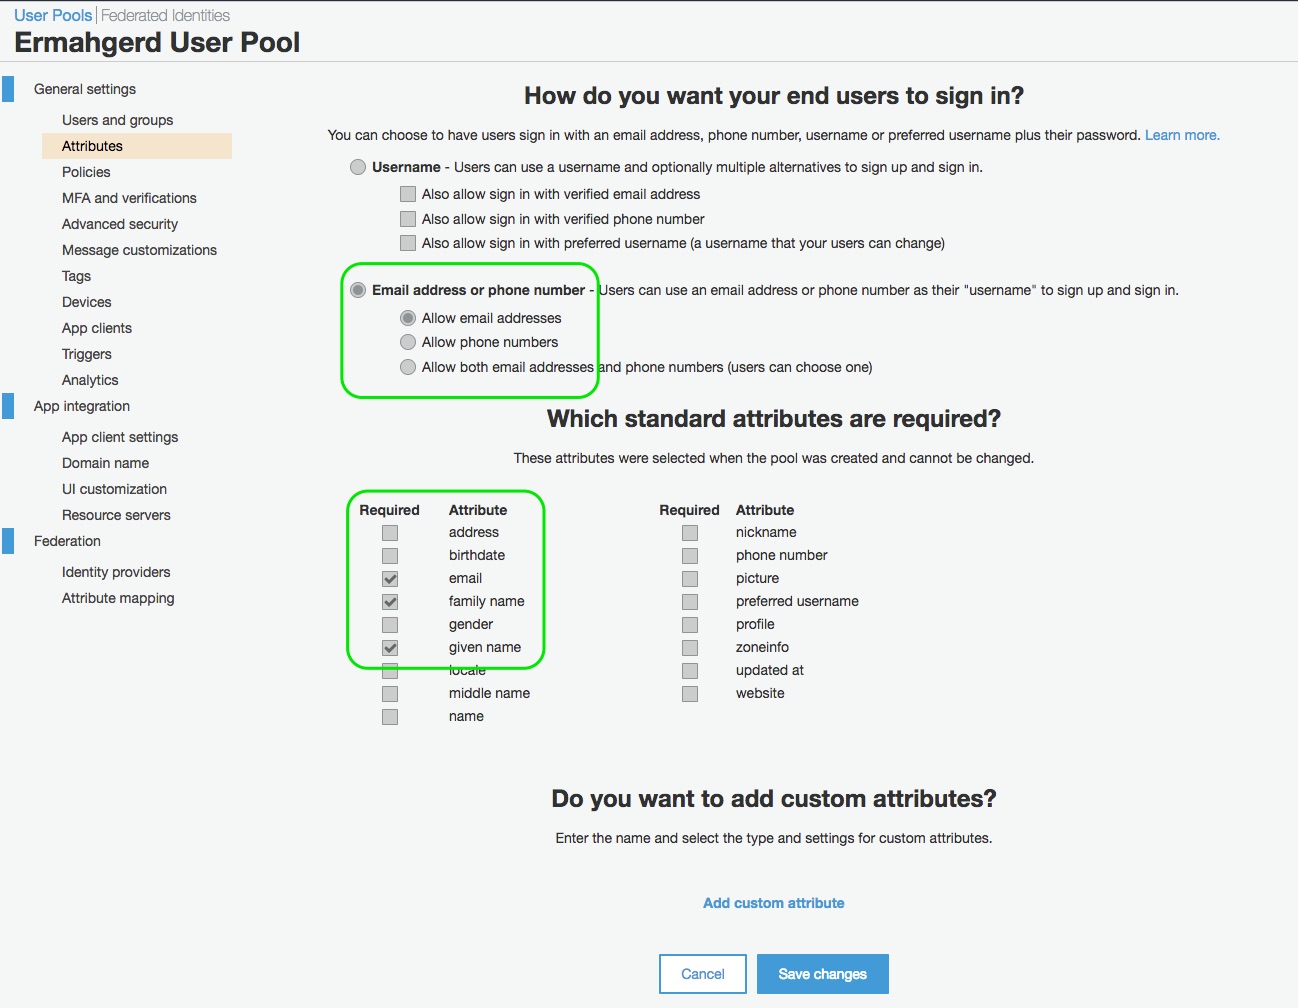 User Pools | Federated Identities
Ermahgerd User Pool
General settings
Users and groups
Attributes
Policies
MFA and verifications
Advanced security
Message customizations
Tags
Devices
App clients
Triggers
Analytics
App integration
App client settings
Domain name
UI customization
Resource servers
Federation
Identity providers
Attribute mapping
How do you want your end users to sign in?
You can choose to have users sign in with an email address, phone number, username or preferred username plus their password. Learn more.
Username - Users can use a username and optionally multiple alternatives to sign up and sign in.
Also allow sign in with verified email address
Also allow sign in with verified phone number
Also allow sign in with preferred username (a username that your users can change)
Email address or phone number - Users can use an email address or phone number as their "username" to sign up and sign in.
Allow email addresses
Allow phone numbers
Allow both email addresses and phone numbers (users can choose one)
Which standard attributes are required?
These attributes were selected when the pool was created and cannot be changed.
Required Attribute
address
birthdate
email
family name
gender
given name
locale
middle name
name
Required Attribute
nickname
phone number
picture
preferred username
profile
zoneinfo
updated at
website
Do you want to add custom attributes?
Enter the name and select the type and settings for custom attributes.
Add custom attribute
Cancel
Save changes